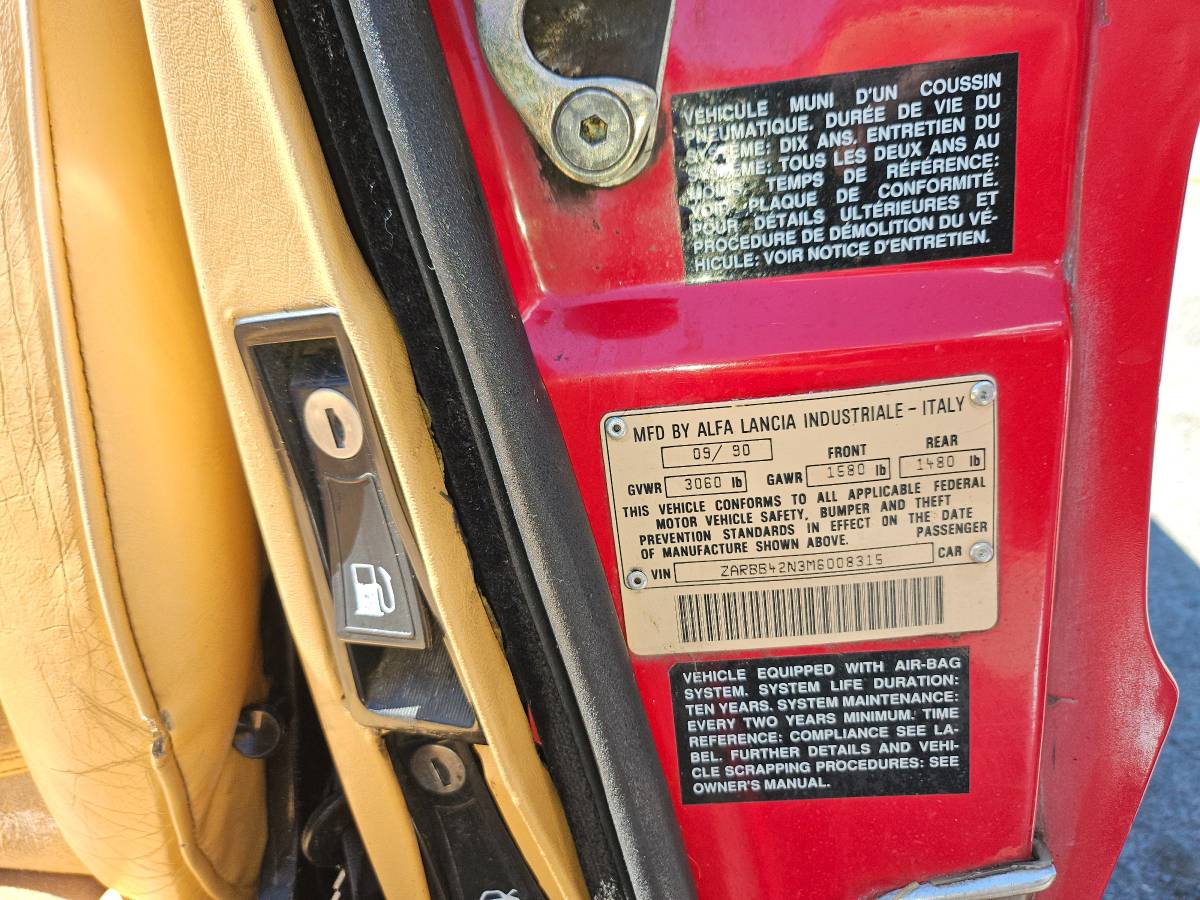 VÉHICULE MUNI D'UN COUSSIN
PNEUMATIQUE. DURÉE DE VIE DU
SYSTÈME: DIX ANS. ENTRETIEN DU
SYSTÈME: TOUS LES DEUX ANS AU
MOINS. TEMPS DE RÉFÉRENCE:
VOIR PLAQUE DE CONFORMITÉ.
POUR DÉTAILS ULTÉRIEURES ET
PROCÉDURE DE DÉMOLITION DU VÉ-
HICULE: VOIR NOTICE D'ENTRETIEN.
MFD BY ALFA LANCIA INDUSTRIALE - ITALY
09/ 90 FRONT REAR
GVWR 3060 lb GAWR 1580 lb 1480 lb
THIS VEHICLE CONFORMS TO ALL APPLICABLE FEDERAL
MOTOR VEHICLE SAFETY, BUMPER AND THEFT
PREVENTION STANDARDS IN EFFECT ON THE DATE
OF MANUFACTURE SHOWN ABOVE. PASSENGER
VIN ZARBB42N3M6008315 CAR
VEHICLE EQUIPPED WITH AIR-BAG
SYSTEM. SYSTEM LIFE DURATION:
TEN YEARS. SYSTEM MAINTENANCE:
EVERY TWO YEARS MINIMUM. TIME
REFERENCE: COMPLIANCE SEE LA-
BEL. FURTHER DETAILS AND VEHI-
CLE SCRAPPING PROCEDURES: SEE
OWNER'S MANUAL.